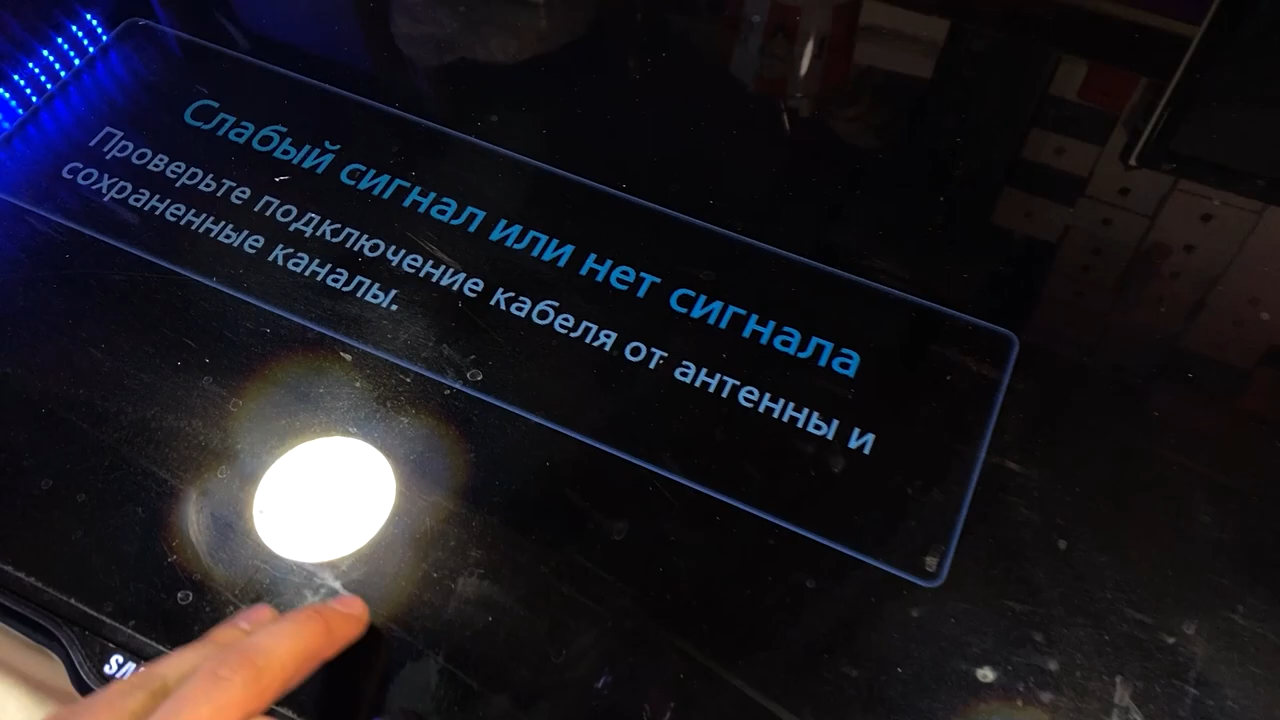 Слабый сигнал или нет сигнала
Проверьте подключение кабеля от антенны и
сохраненные каналы.